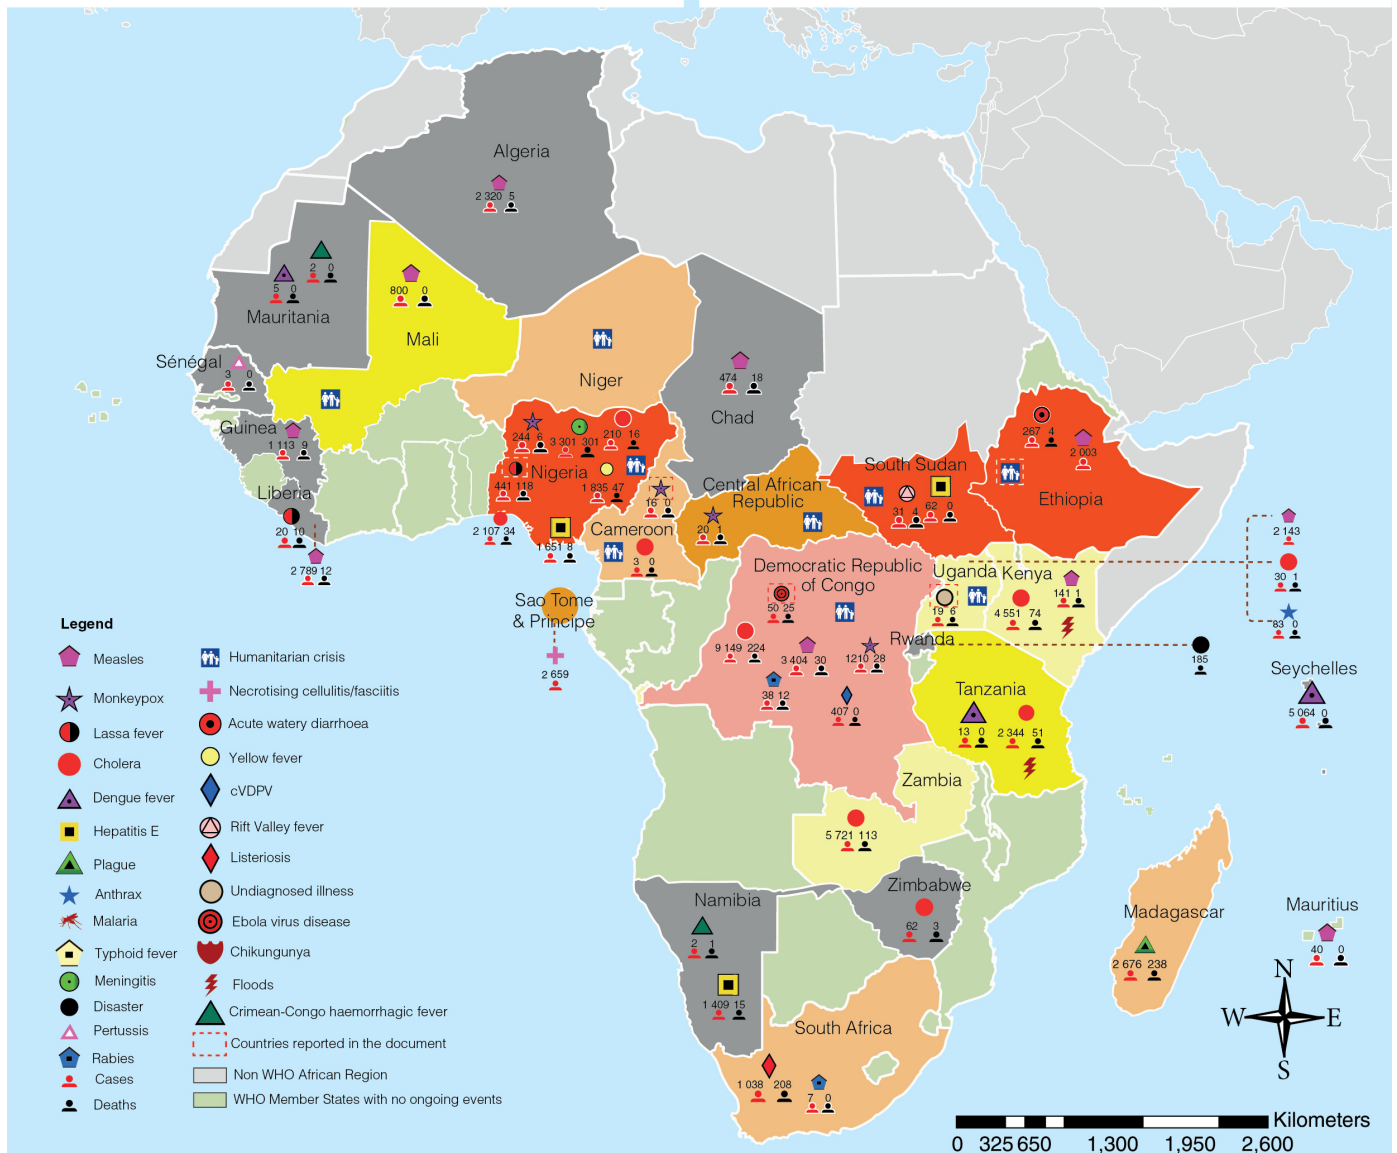 Algeria
2 320 5
2 0
5 0
Mauritania
800 0
Mali
Sénégal
3 0
Niger
474 18
Chad
Guinea
1 113 9
244 6
3 301 301
210 16
Nigeria
441 118
1 835 47
2 107 34
1 651 8
Liberia
20 10
2 789 12
16 0
Cameroon
3 0
Central African
Republic
20 1
South Sudan
31 4
62 0
267 4
2 003
Ethiopia
2 143
30 1
83 0
Democratic Republic
of Congo
50 25
9 149 224
3 404 30
1210 28
38 12
407 0
Uganda
19 6
Kenya
141 1
4 551 74
Rwanda
185
Sao Tome
& Principe
2 659
Tanzania
13 0
2 344 51
Seychelles
5 064 0
Zambia
5 721 113
Zimbabwe
62 3
Namibia
2 1
1 409 15
South Africa
1 038 208
7 0
Madagascar
2 676 238
Mauritius
40 0
Legend
Measles
Monkeypox
Lassa fever
Cholera
Dengue fever
Hepatitis E
Plague
Anthrax
Malaria
Typhoid fever
Meningitis
Disaster
Pertussis
Rabies
Cases
Deaths
Humanitarian crisis
Necrotising cellulitis/fasciitis
Acute watery diarrhoea
Yellow fever
cVDPV
Rift Valley fever
Listeriosis
Undiagnosed illness
Ebola virus disease
Chikungunya
Floods
Crimean-Congo haemorrhagic fever
Countries reported in the document
Non WHO African Region
WHO Member States with no ongoing events
N
W E
S
Kilometers
0 325 650 1,300 1,950 2,600